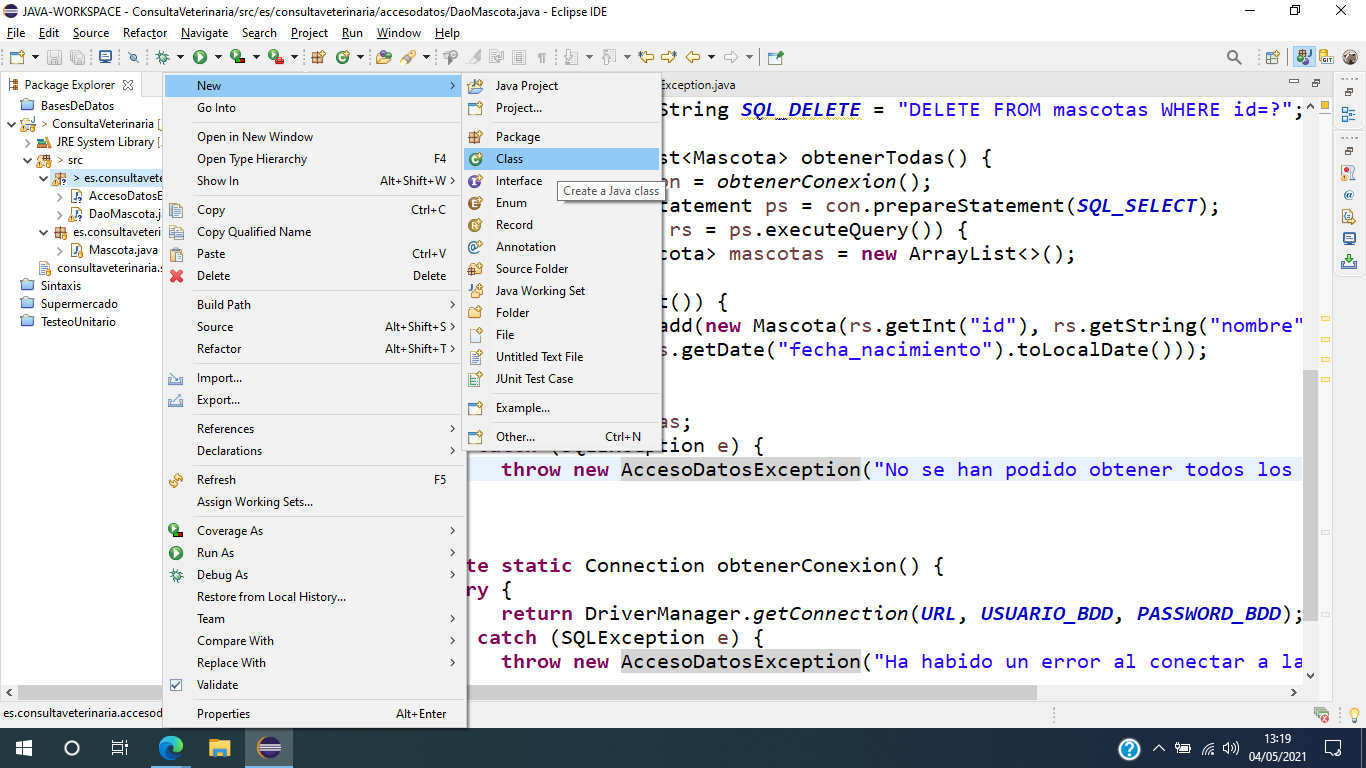 JAVA-WORKSPACE - ConsultaVeterinaria/src/es/consultaveterinaria/accesodatos/DaoMascota.java - Eclipse IDE
File Edit Source Refactor Navigate Search Project Run Window Help
Package Explorer
Exception.java
BasesDeDatos
> ConsultaVeterinaria [
JRE System Library [
> src
> es.consultavete
AccesoDatosE
DaoMascota.j
es.consultaveteri
Mascota.java
consultaveterinaria.s
Sintaxis
Supermercado
TesteoUnitario
New
Go Into
Open in New Window
Open Type Hierarchy F4
Show In Alt+Shift+W
Copy Ctrl+C
Copy Qualified Name
Paste Ctrl+V
Delete Delete
Build Path
Source Alt+Shift+S
Refactor Alt+Shift+T
Import...
Export...
References
Declarations
Refresh F5
Assign Working Sets...
Coverage As
Run As
Debug As
Restore from Local History...
Team
Compare With
Replace With
Validate
Properties Alt+Enter
Java Project
Project...
Package
Class
Interface
Enum
Record
Annotation
Source Folder
Java Working Set
Folder
File
Untitled Text File
JUnit Test Case
Example...
Other... Ctrl+N
Create a Java class
String SQL_DELETE = "DELETE FROM mascotas WHERE id=?";
st<Mascota> obtenerTodas() {
on = obtenerConexion();
tatement ps = con.prepareStatement(SQL_SELECT);
rs = ps.executeQuery()) {
cota> mascotas = new ArrayList<>();
t()) {
add(new Mascota(rs.getInt("id"), rs.getString("nombre"
s.getDate("fecha_nacimiento").toLocalDate()));
as;
catch (SQLException e) {
throw new AccesoDatosException("No se han podido obtener todos los
te static Connection obtenerConexion() {
ry {
return DriverManager.getConnection(URL, USUARIO_BDD, PASSWORD_BDD);
catch (SQLException e) {
throw new AccesoDatosException("Ha habido un error al conectar a la
es.consultaveterinaria.accesod
13:19
04/05/2021